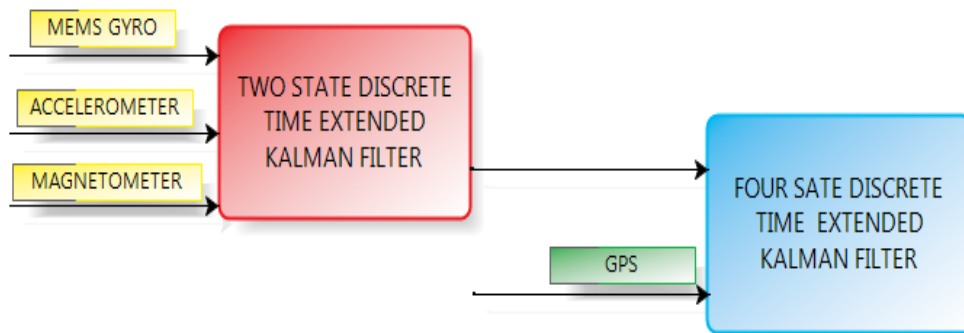 MEMS GYRO
ACCELEROMETER
MAGNETOMETER
TWO STATE DISCRETE
TIME EXTENDED
KALMAN FILTER
GPS
FOUR SATE DISCRETE
TIME EXTENDED
KALMAN FILTER